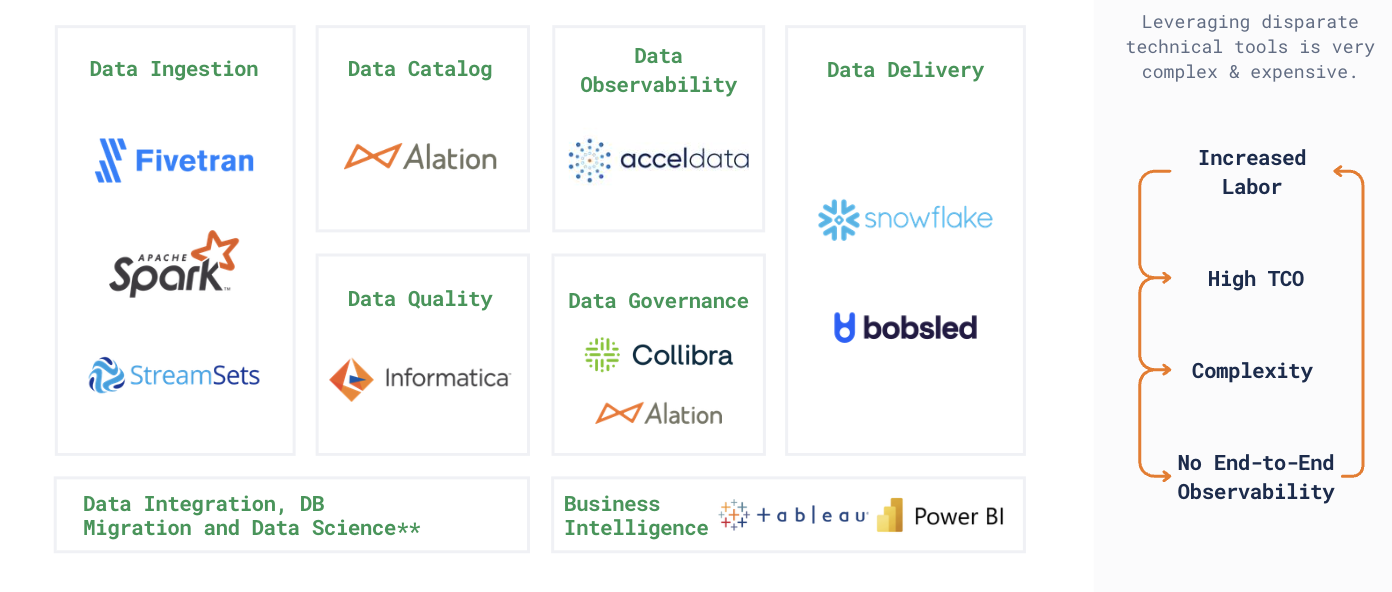 Data Ingestion
Fivetran
APACHE
Spark™
StreamSets
Data Catalog
Alation
Data
Observability
acceldata
Data Quality
Informatica
Data Governance
Collibra
Alation
Data Delivery
snowflake
bobsled
Data Integration, DB
Migration and Data Science**
Business
Intelligence
+ableau
Power BI
Leveraging disparate
technical tools is very
complex & expensive.
Increased
Labor
High TCO
Complexity
No End-to-End
Observability